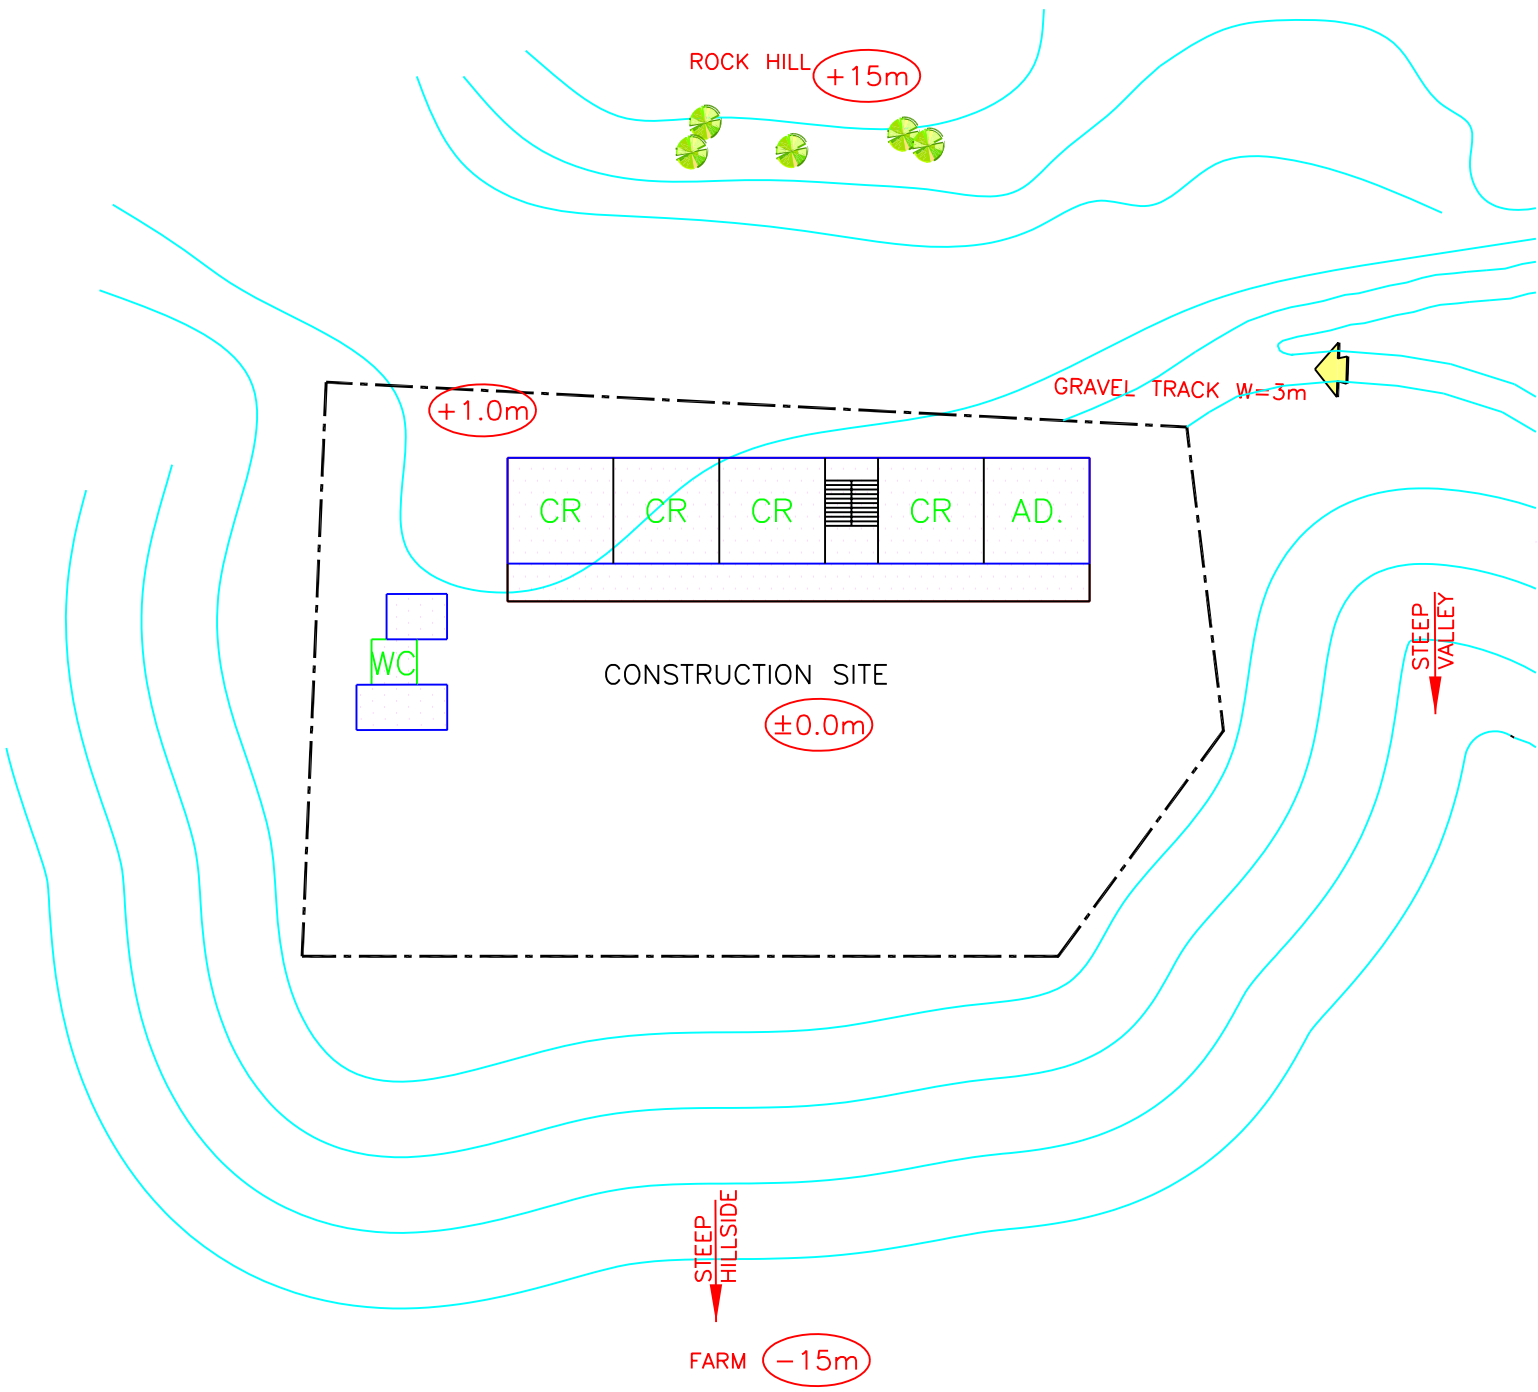 ROCK HILL +15m
GRAVEL TRACK W=3m
+1.0m
CR CR CR CR AD.
STEEP
VALLEY
WC
CONSTRUCTION SITE
±0.0m
STEEP
HILLSIDE
FARM −15m